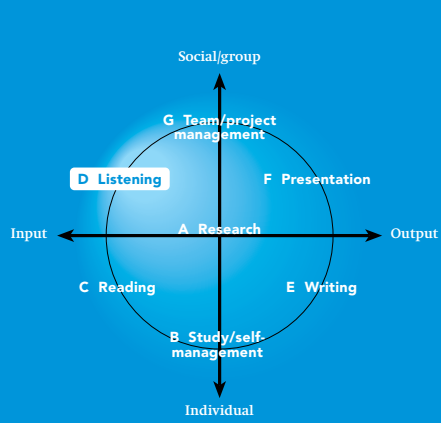 Social/group
G Team/project
management
D Listening
F Presentation
A Research
Input
Output
C Reading
E Writing
B Study/self-
management
Individual